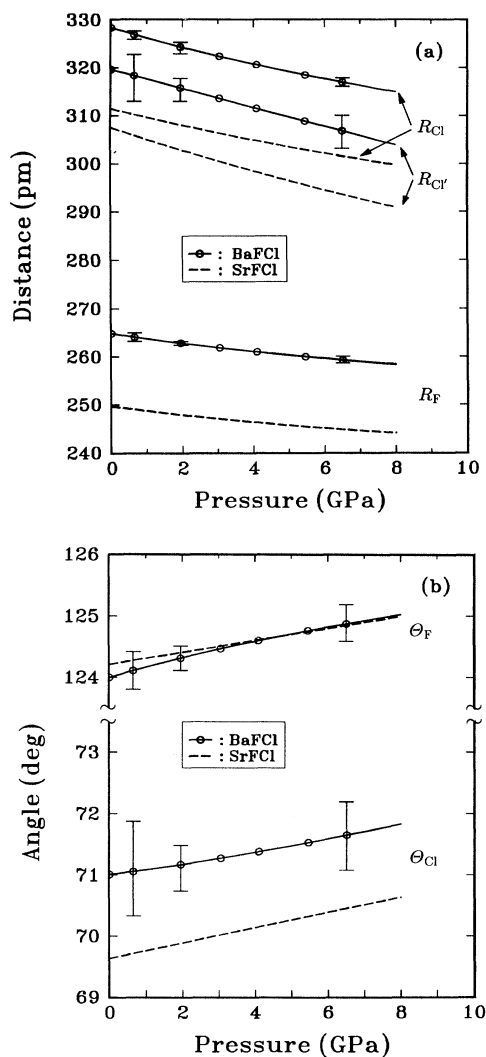 330
320
310
300
290
270
260
250
240
Distance (pm)
(a)
R_Cl
R_Cl'
: BaFCl
: SrFCl
R_F
0 2 4 6 8 10
Pressure (GPa)
126
125
124
73
72
71
70
69
Angle (deg)
(b)
Θ_F
: BaFCl
: SrFCl
Θ_Cl
0 2 4 6 8 10
Pressure (GPa)